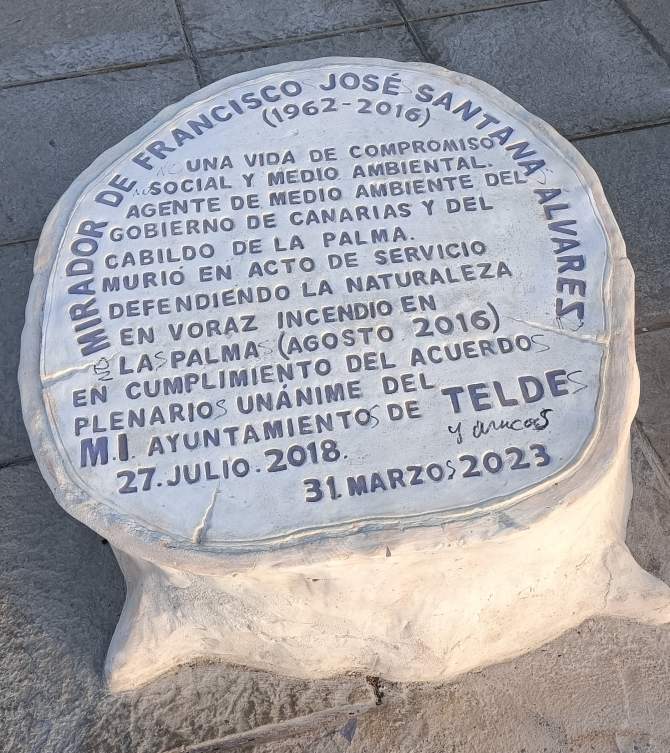 MIRADOR DE FRANCISCO JOSÉ SANTANA ÁLVARES
(1962-2016)
UNA VIDA DE COMPROMISO
SOCIAL Y MEDIO AMBIENTAL.
AGENTE DE MEDIO AMBIENTE DEL
GOBIERNO DE CANARIAS Y DEL
CABILDO DE LA PALMA.
MURIÓ EN ACTO DE SERVICIO
DEFENDIENDO LA NATURALEZA
EN VORAZ INCENDIO EN
LAS PALMAS (AGOSTO 2016)
EN CUMPLIMIENTO DEL ACUERDOS
PLENARIOS UNÁNIME DEL
M.I. AYUNTAMIENTOS DE TELDES
y arucas
27.JULIO.2018.
31.MARZOS 2023